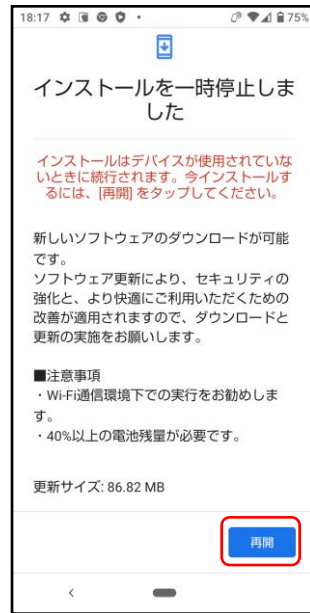 18:17
75%
インストールを一時停止しま
した
インストールはデバイスが使用されていな
いときに続行されます。今インストールす
るには、[再開] をタップしてください。
新しいソフトウェアのダウンロードが可能
です。
ソフトウェア更新により、セキュリティの
強化と、より快適にご利用いただくための
改善が適用されますので、ダウンロードと
更新の実施をお願いします。
■注意事項
・Wi-Fi通信環境下での実行をお勧めしま
す。
・40%以上の電池残量が必要です。
更新サイズ: 86.82 MB
再開